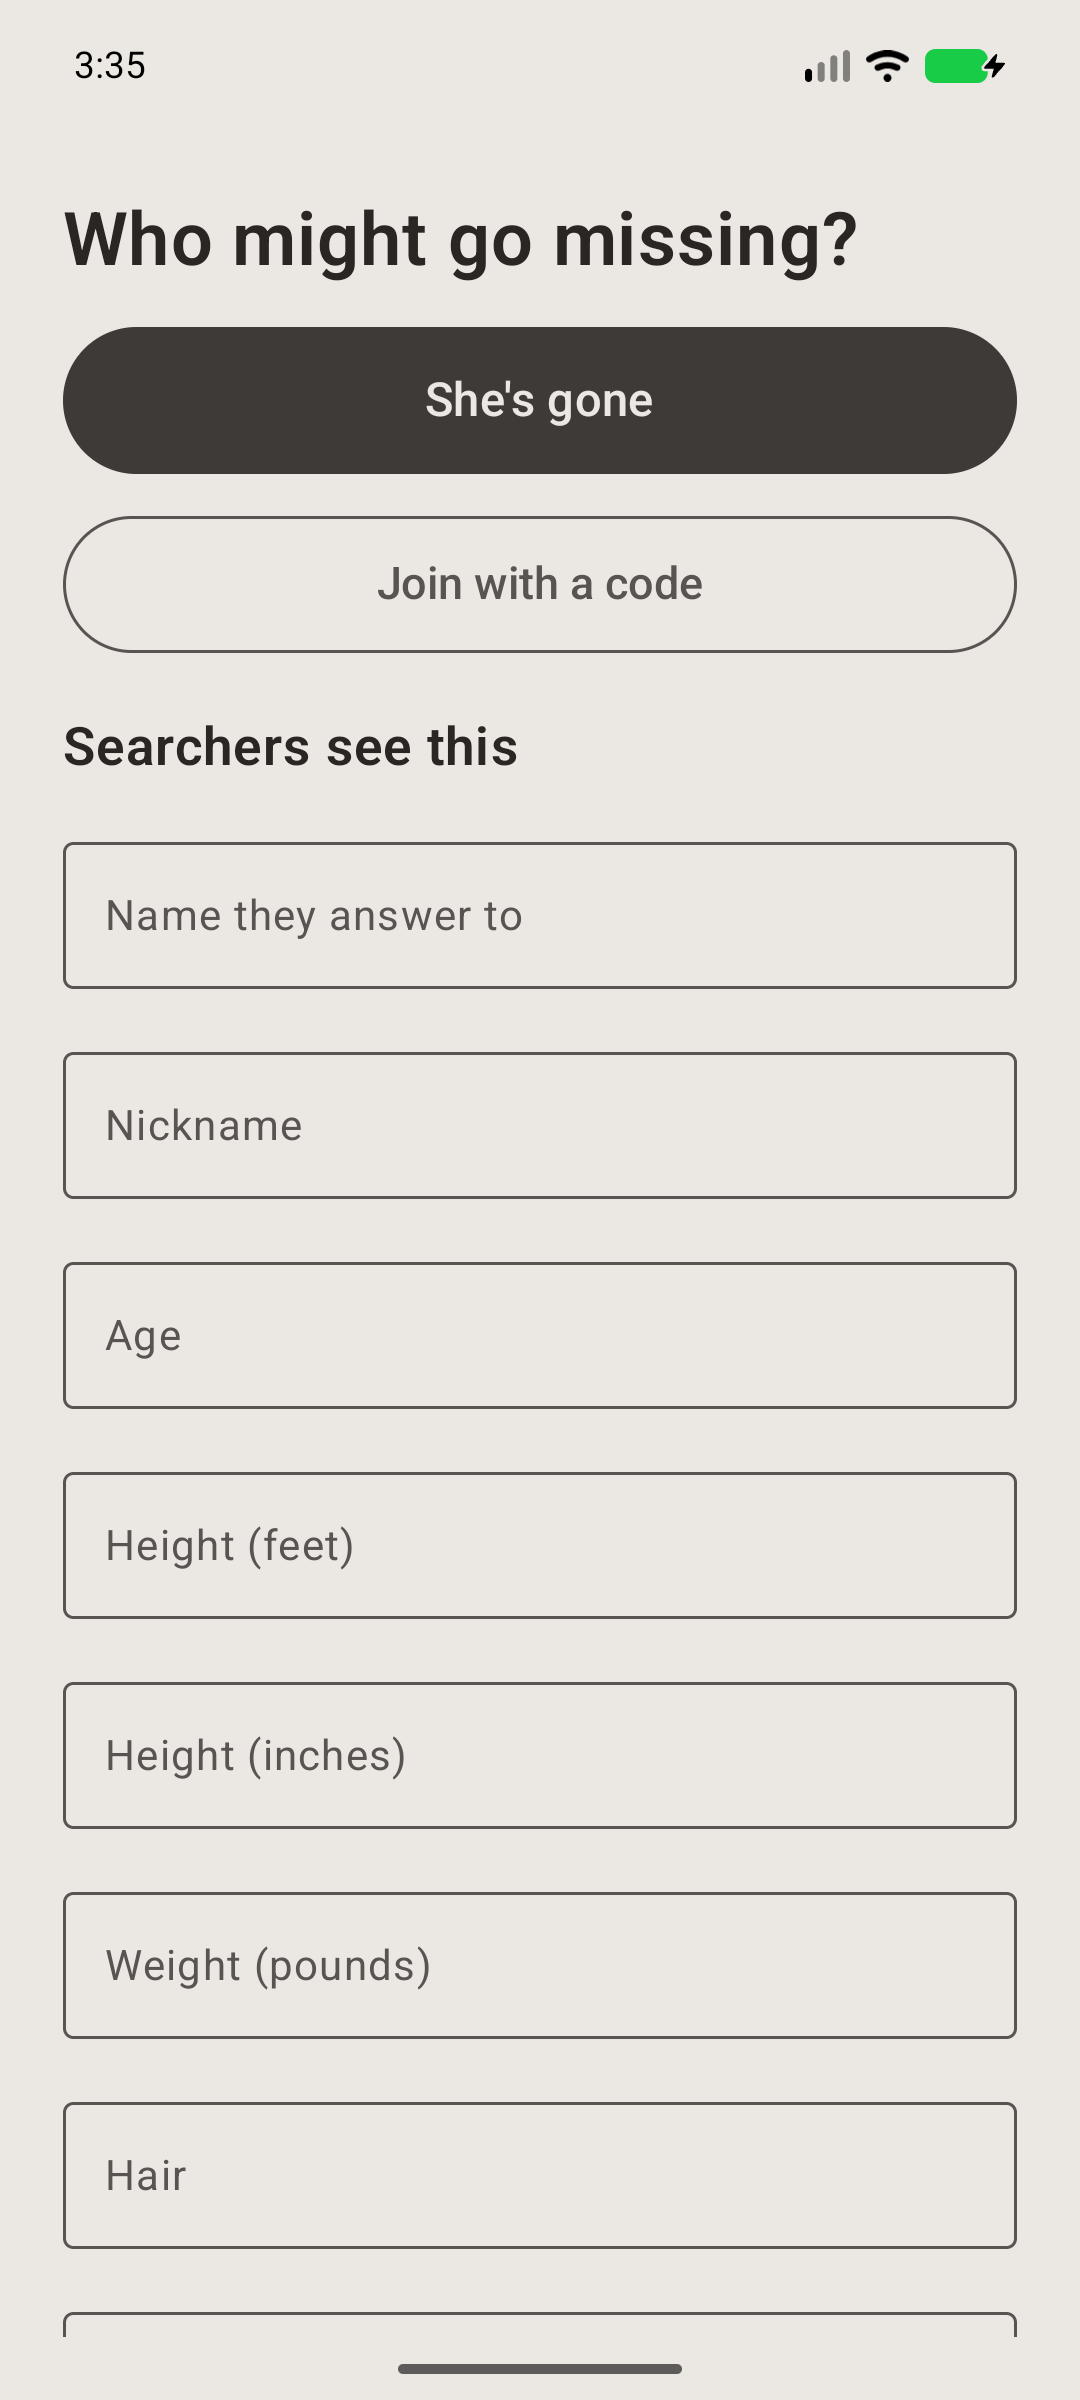 3:35
Who might go missing?
She's gone
Join with a code
Searchers see this
Name they answer to
Nickname
Age
Height (feet)
Height (inches)
Weight (pounds)
Hair